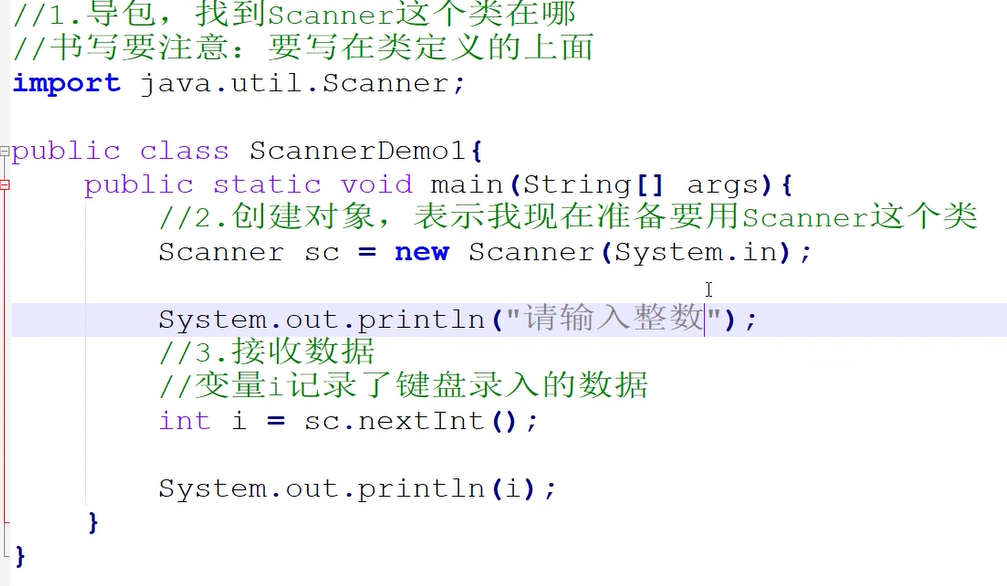 //1.导包，找到Scanner这个类在哪
//书写要注意：要写在类定义的上面
import java.util.Scanner;
public class ScannerDemo1{
public static void main(String[] args){
//2.创建对象，表示我现在准备要用Scanner这个类
Scanner sc = new Scanner(System.in);
System.out.println("请输入整数");
//3.接收数据
//变量i记录了键盘录入的数据
int i = sc.nextInt();
System.out.println(i);
}
}